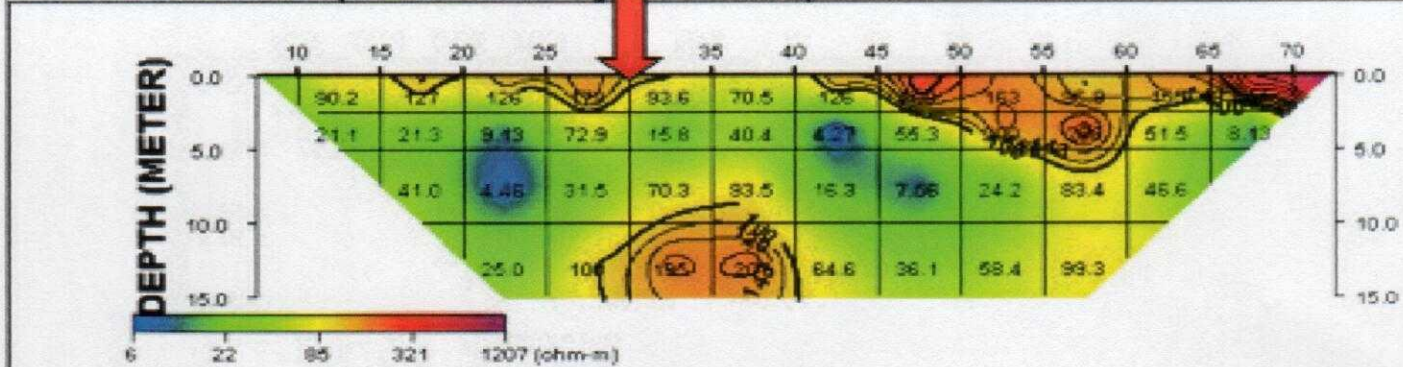 10 15 20 25 35 40 45 50 55 60 65 70
DEPTH (METER)
0.0 0.0
90.2 121 126 93.6 70.5 126 163
21.1 21.3 9.13 72.9 15.8 40.4 4.27 55.3 51.5 8.13
5.0 5.0
41.0 4.46 31.5 70.3 93.5 16.3 7.56 24.2 83.4 46.6
10.0 10.0
25.0 64.6 36.1 58.4 99.3
15.0 15.0
6 22 85 321 1207 (ohm-m)